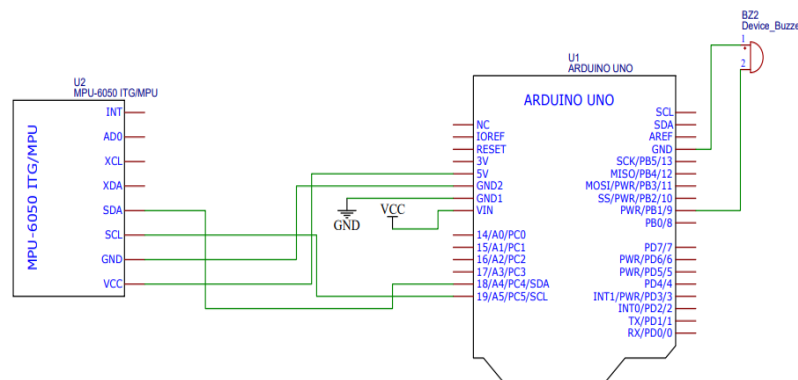 BZ2
Device_Buzze
1
2
U1
ARDUINO UNO
U2
MPU-6050 ITG/MPU
MPU-6050 ITG/MPU
INT
AD0
XCL
XDA
SDA
SCL
GND
VCC
GND
VCC
ARDUINO UNO
NC
IOREF
RESET
3V
5V
GND2
GND1
VIN
14/A0/PC0
15/A1/PC1
16/A2/PC2
17/A3/PC3
18/A4/PC4/SDA
19/A5/PC5/SCL
SCL
SDA
AREF
GND
SCK/PB5/13
MISO/PB4/12
MOSI/PWR/PB3/11
SS/PWR/PB2/10
PWR/PB1/9
PB0/8
PD7/7
PWR/PD6/6
PWR/PD5/5
PD4/4
INT1/PWR/PD3/3
INT0/PD2/2
TX/PD1/1
RX/PD0/0